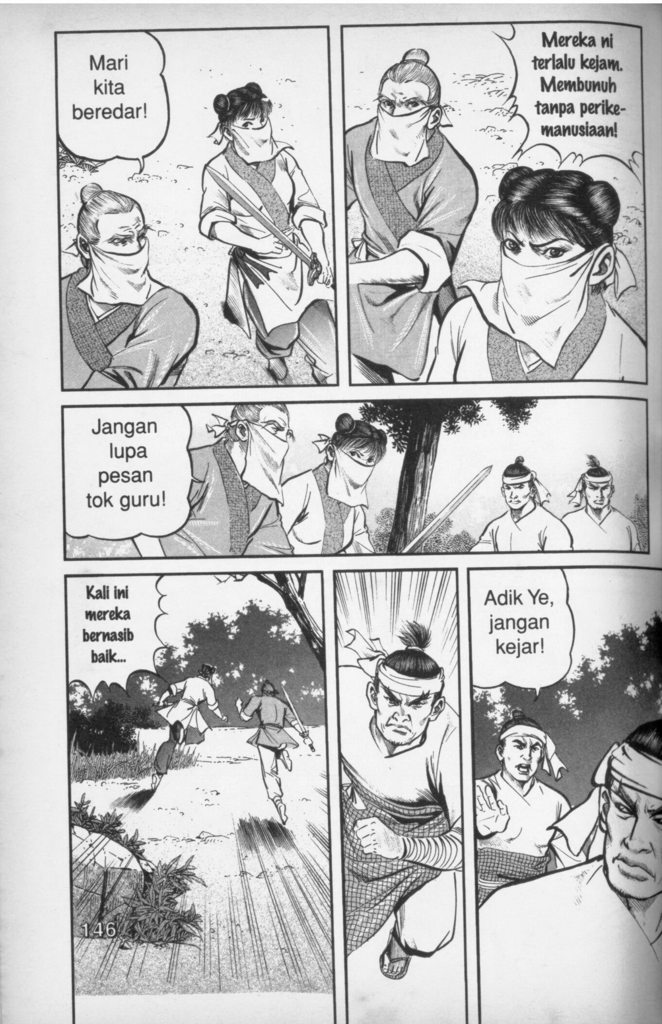 Mari
kita
beredar!
Mereka ni
terlalu kejam.
Membunuh
tanpa perike-
manusiaan!
Jangan
lupa
pesan
tok guru!
Kali ini
mereka
bernasib
baik...
Adik Ye,
jangan
kejar!
146